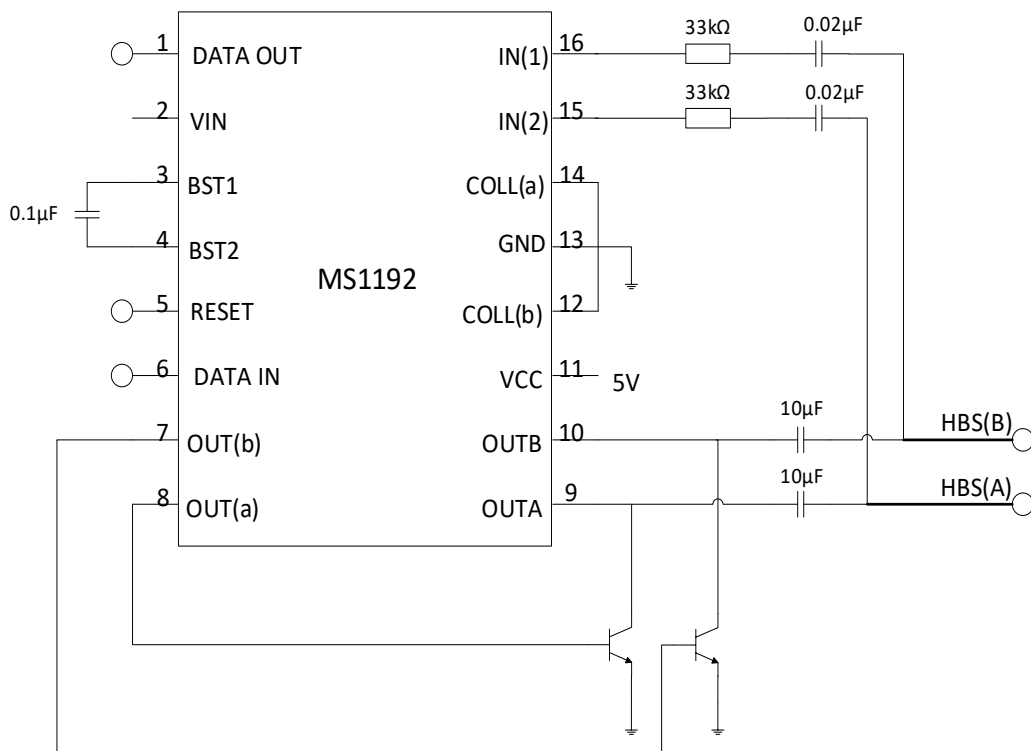 1 DATA OUT
2 VIN
3 BST1
0.1µF
4 BST2
5 RESET
6 DATA IN
7 OUT(b)
8 OUT(a)
MS1192
IN(1) 16 33kΩ 0.02µF
IN(2) 15 33kΩ 0.02µF
COLL(a) 14
GND 13
COLL(b) 12
VCC 11 5V
OUTB 10 10µF HBS(B)
OUTA 9 10µF HBS(A)